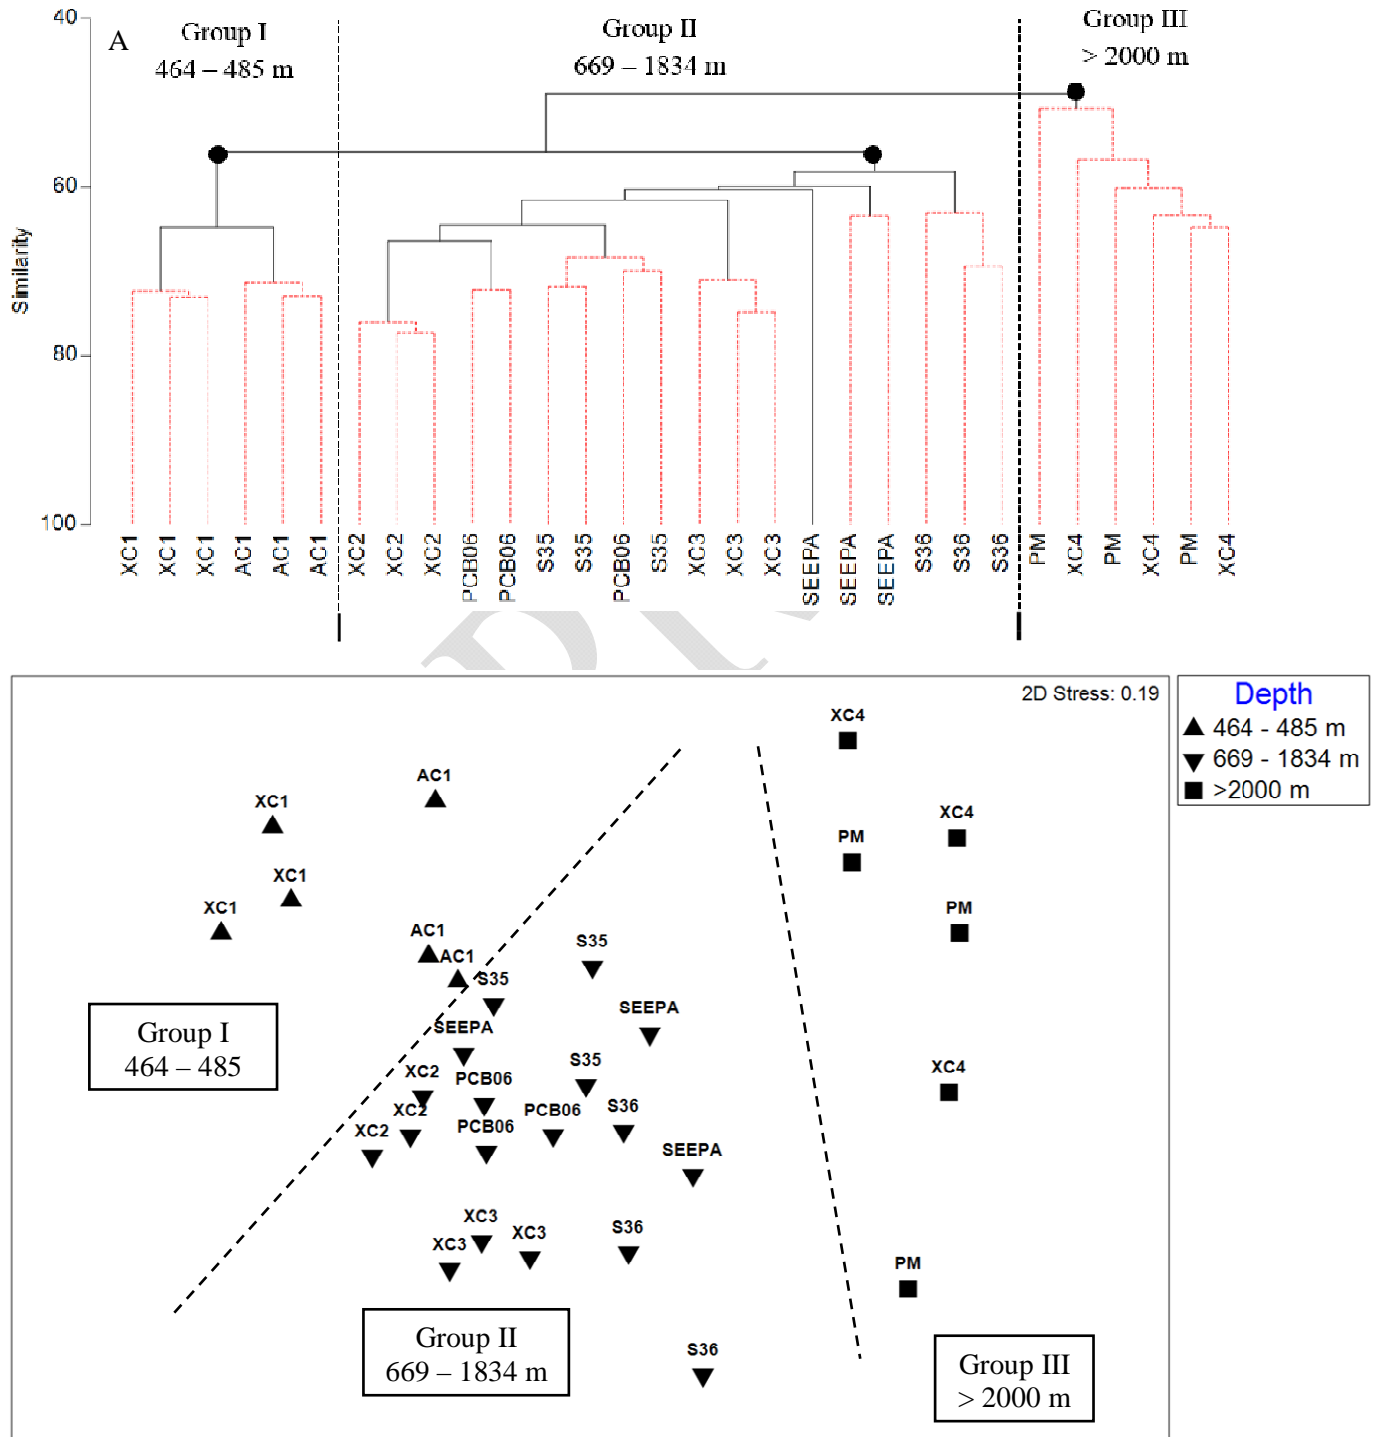 40
A
Group I
464 – 485 m
Group II
669 – 1834 m
Group III
> 2000 m
60
Similarity
80
100
XC1 XC1 XC1 AC1 AC1 AC1 XC2 XC2 XC2 PCB06 PCB06 S35 S35 PCB06 S35 XC3 XC3 XC3 SEEPA SEEPA SEEPA S36 S36 S36 PM XC4 PM XC4 PM XC4
2D Stress: 0.19
Depth
464 - 485 m
669 - 1834 m
>2000 m
XC4
AC1
XC1
XC4
PM
XC1
XC1
PM
AC1
S35
AC1
S35
SEEPA
SEEPA
Group I
464 – 485
S35
XC2
PCB06
XC4
XC2
PCB06
S36
XC2
PCB06
SEEPA
XC3
XC3
S36
XC3
PM
Group II
669 – 1834 m
S36
Group III
> 2000 m